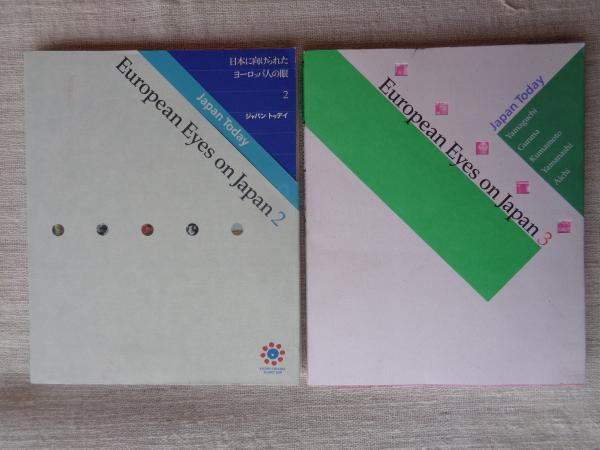 日本に向けられた
ヨーロッパ人の眼
2
ジャパン トゥデイ
Japan Today
European Eyes on Japan 2
Japan Today
Yamaguchi
Gunma
Kumamoto
Yamanashi
Aichi
European Eyes on Japan 3